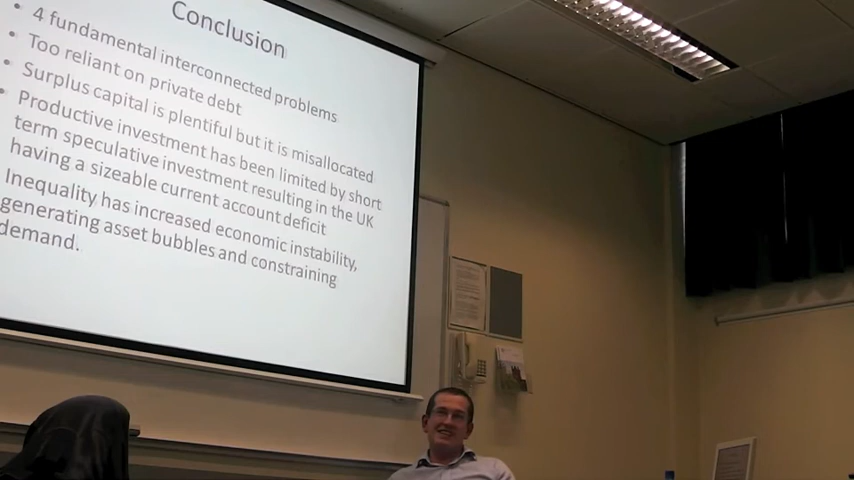 Conclusion
• 4 fundamental interconnected problems
• Too reliant on private debt
• Surplus capital is plentiful but it is misallocated
• Productive investment has been limited by short
term speculative investment resulting in the UK
having a sizeable current account deficit
Inequality has increased economic instability,
generating asset bubbles and constraining
demand.